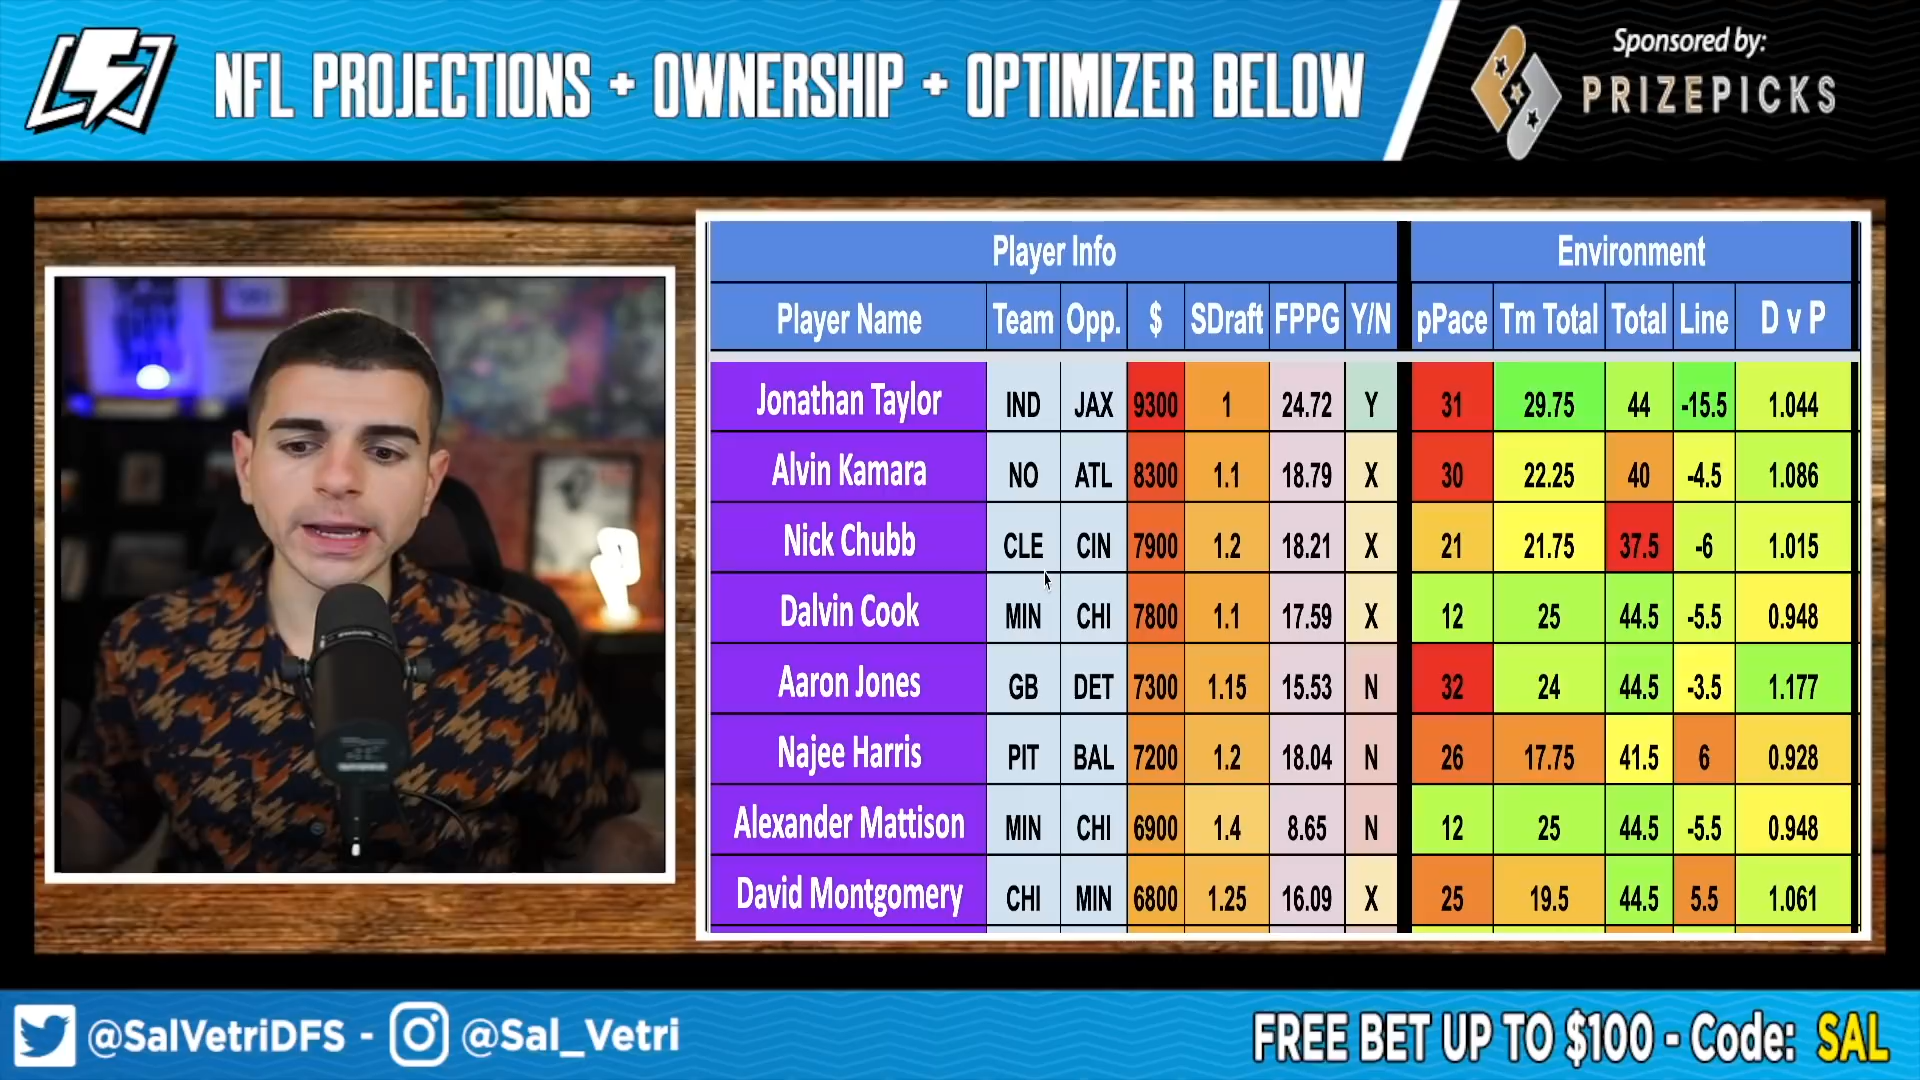 NFL PROJECTIONS + OWNERSHIP + OPTIMIZER BELOW
Sponsored by:
PRIZEPICKS
Player Info Environment
Player Name Team Opp. $ SDraft FPPG Y/N pPace Tm Total Total Line D v P
Jonathan Taylor IND JAX 9300 1 24.72 Y 31 29.75 44 -15.5 1.044
Alvin Kamara NO ATL 8300 1.1 18.79 X 30 22.25 40 -4.5 1.086
Nick Chubb CLE CIN 7900 1.2 18.21 X 21 21.75 37.5 -6 1.015
Dalvin Cook MIN CHI 7800 1.1 17.59 X 12 25 44.5 -5.5 0.948
Aaron Jones GB DET 7300 1.15 15.53 N 32 24 44.5 -3.5 1.177
Najee Harris PIT BAL 7200 1.2 18.04 N 26 17.75 41.5 6 0.928
Alexander Mattison MIN CHI 6900 1.4 8.65 N 12 25 44.5 -5.5 0.948
David Montgomery CHI MIN 6800 1.25 16.09 X 25 19.5 44.5 5.5 1.061
@SalVetriDFS - @Sal_Vetri
FREE BET UP TO $100 - Code: SAL